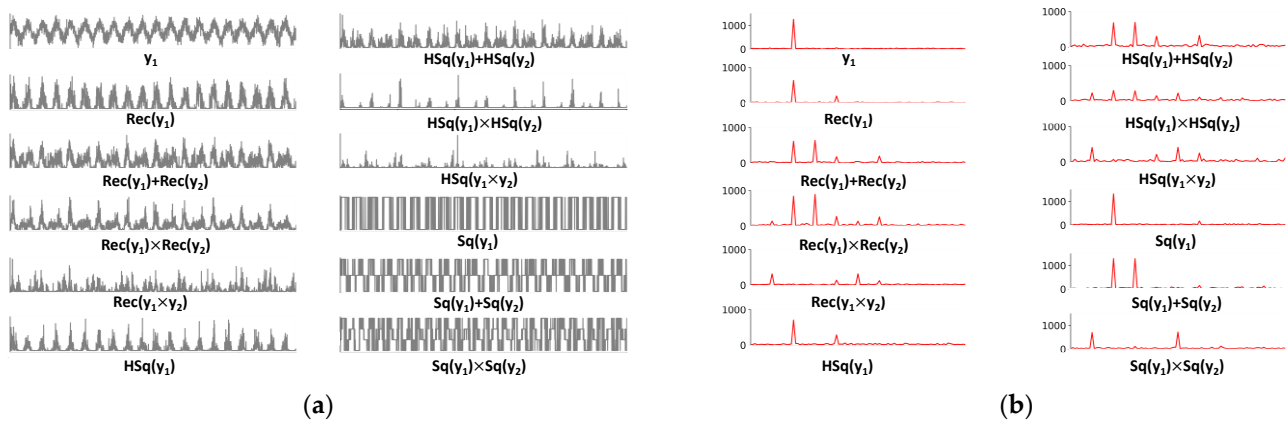 y₁
Rec(y₁)
Rec(y₁)+Rec(y₂)
Rec(y₁)×Rec(y₂)
Rec(y₁×y₂)
HSq(y₁)
HSq(y₁)+HSq(y₂)
HSq(y₁)×HSq(y₂)
HSq(y₁×y₂)
Sq(y₁)
Sq(y₁)+Sq(y₂)
Sq(y₁)×Sq(y₂)
(a)
1000
0
y₁
1000
0
Rec(y₁)
1000
0
Rec(y₁)+Rec(y₂)
1000
0
Rec(y₁)×Rec(y₂)
1000
0
Rec(y₁×y₂)
1000
0
HSq(y₁)
1000
0
HSq(y₁)+HSq(y₂)
1000
0
HSq(y₁)×HSq(y₂)
1000
0
HSq(y₁×y₂)
1000
0
Sq(y₁)
1000
0
Sq(y₁)+Sq(y₂)
1000
0
Sq(y₁)×Sq(y₂)
(b)